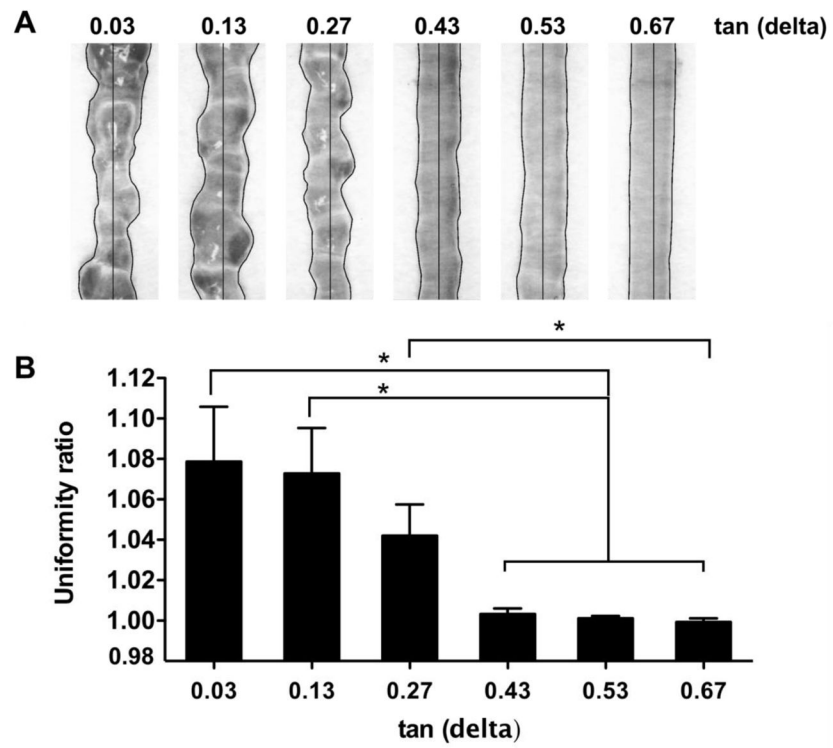 A
0.03 0.13 0.27 0.43 0.53 0.67 tan (delta)
*
B
*
*
1.12
1.10
1.08
1.06
1.04
1.02
1.00
0.98
Uniformity ratio
0.03 0.13 0.27 0.43 0.53 0.67
tan (delta)